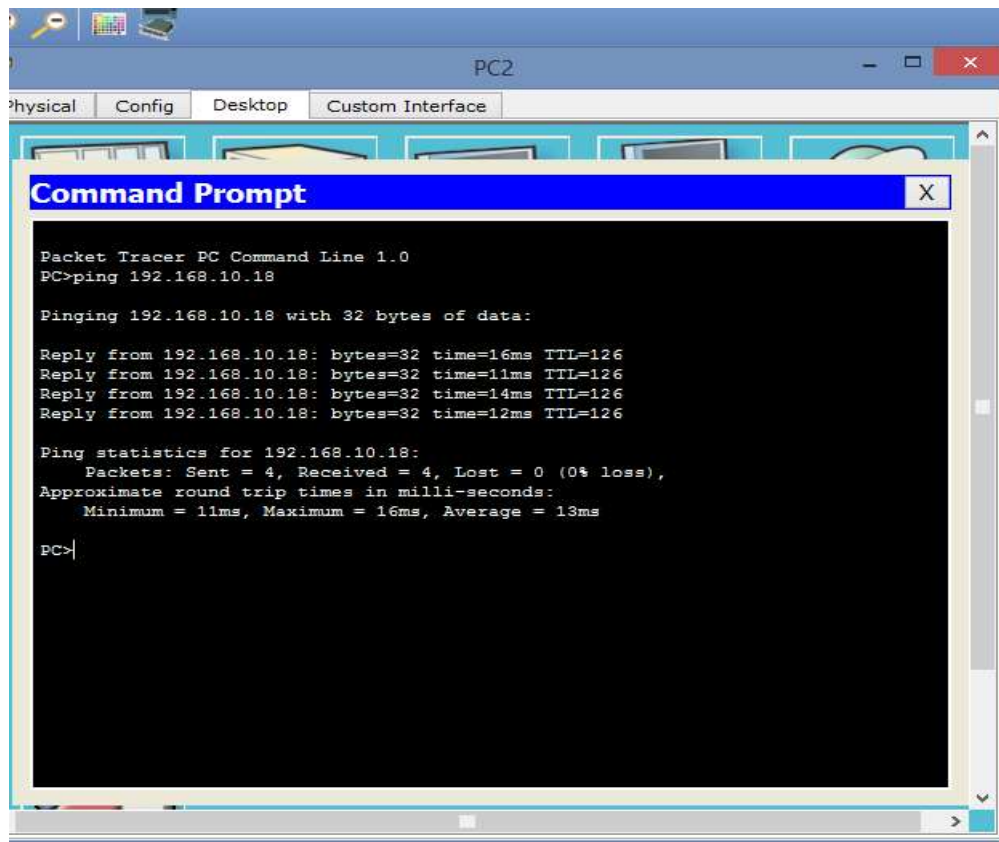 PC2
Physical Config Desktop Custom Interface
Command Prompt
X
Packet Tracer PC Command Line 1.0
PC>ping 192.168.10.18
Pinging 192.168.10.18 with 32 bytes of data:
Reply from 192.168.10.18: bytes=32 time=16ms TTL=126
Reply from 192.168.10.18: bytes=32 time=11ms TTL=126
Reply from 192.168.10.18: bytes=32 time=14ms TTL=126
Reply from 192.168.10.18: bytes=32 time=12ms TTL=126
Ping statistics for 192.168.10.18:
Packets: Sent = 4, Received = 4, Lost = 0 (0% loss),
Approximate round trip times in milli-seconds:
Minimum = 11ms, Maximum = 16ms, Average = 13ms
PC>